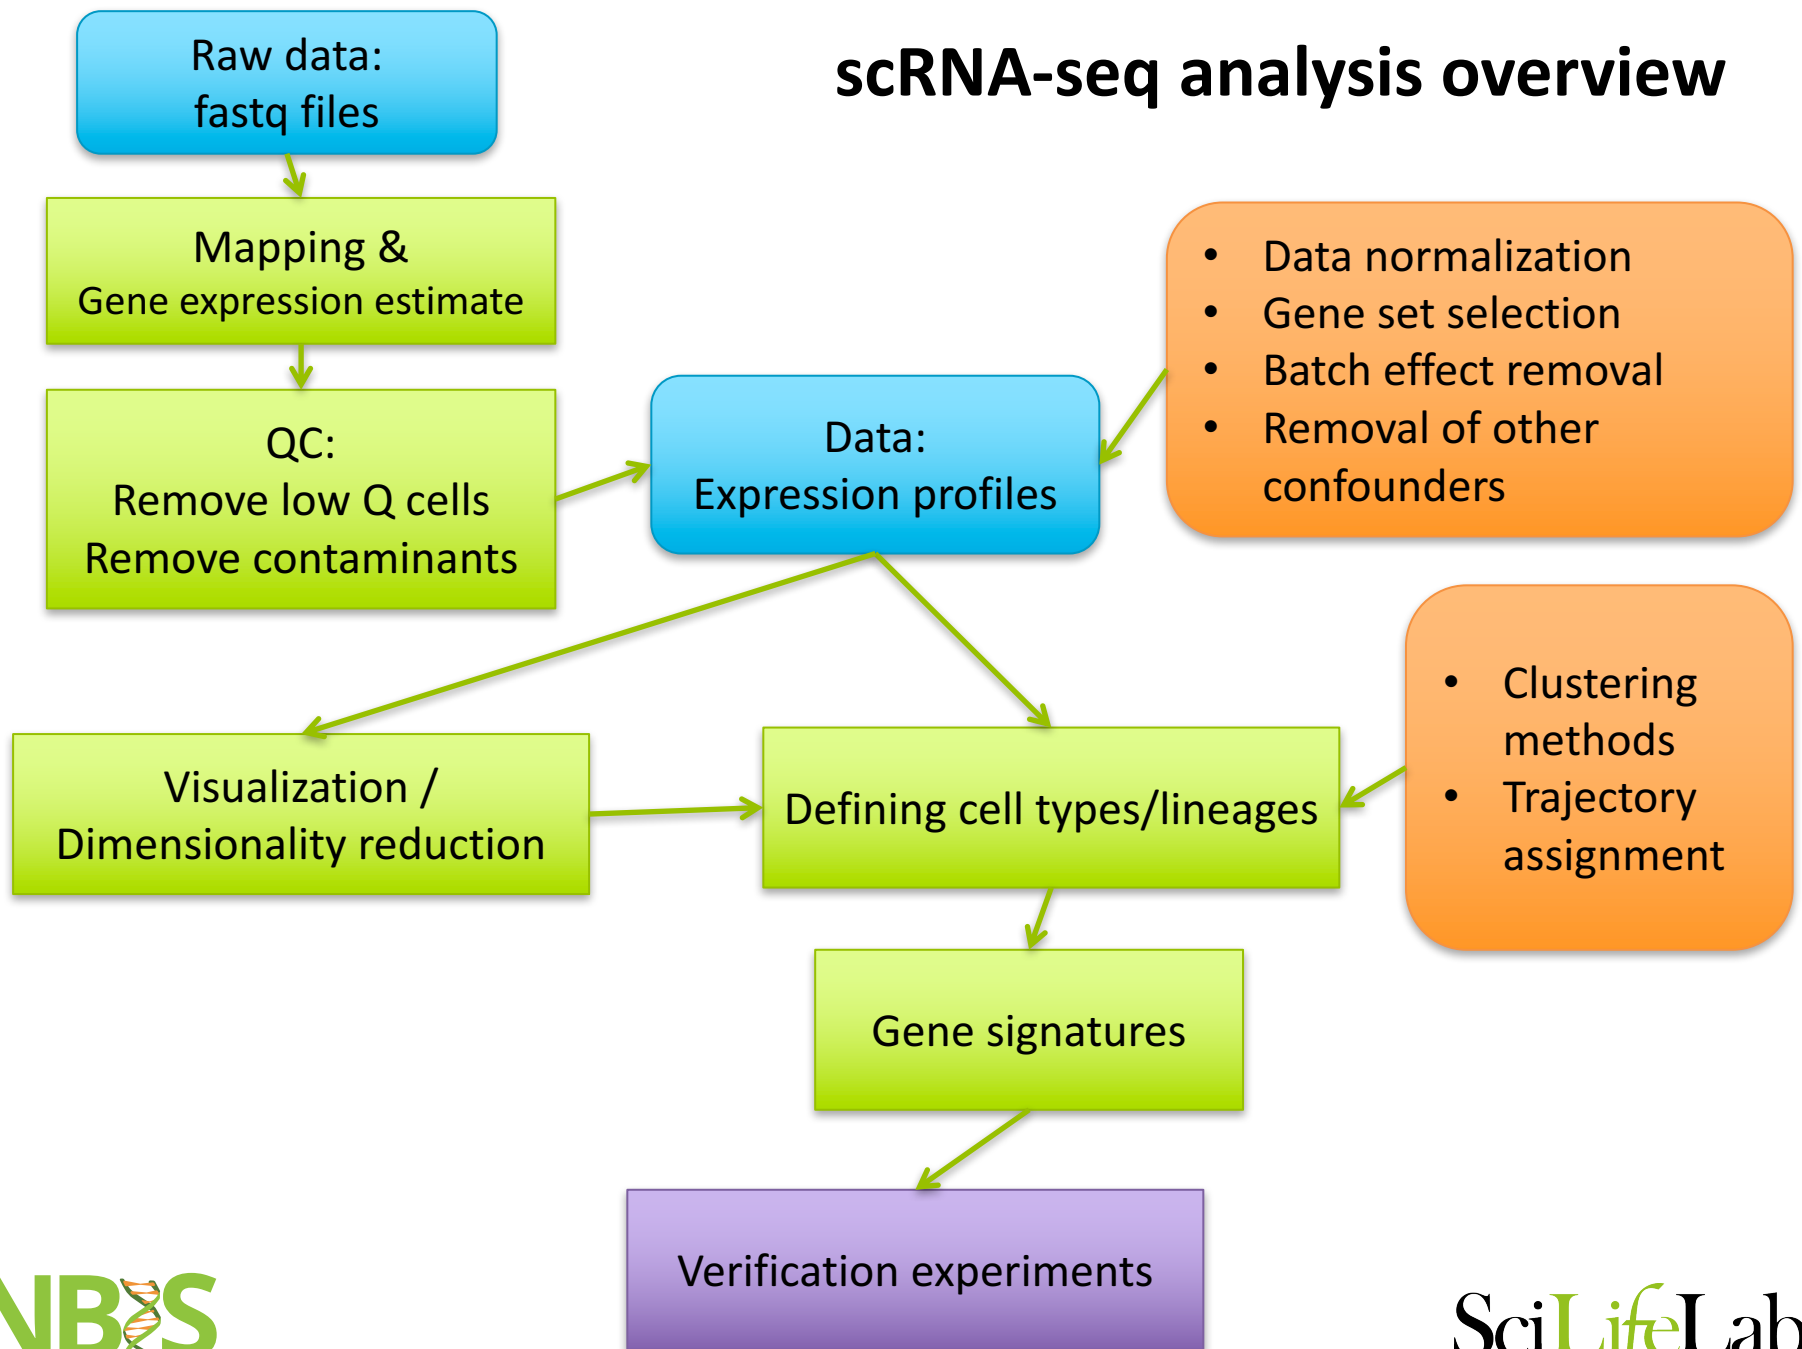 scRNA-seq analysis overview
Raw data:
fastq files
Mapping &
Gene expression estimate
QC:
Remove low Q cells
Remove contaminants
Data:
Expression profiles
• Data normalization
• Gene set selection
• Batch effect removal
• Removal of other
confounders
Visualization /
Dimensionality reduction
Defining cell types/lineages
• Clustering
methods
• Trajectory
assignment
Gene signatures
Verification experiments
NBIS
SciLifeLab